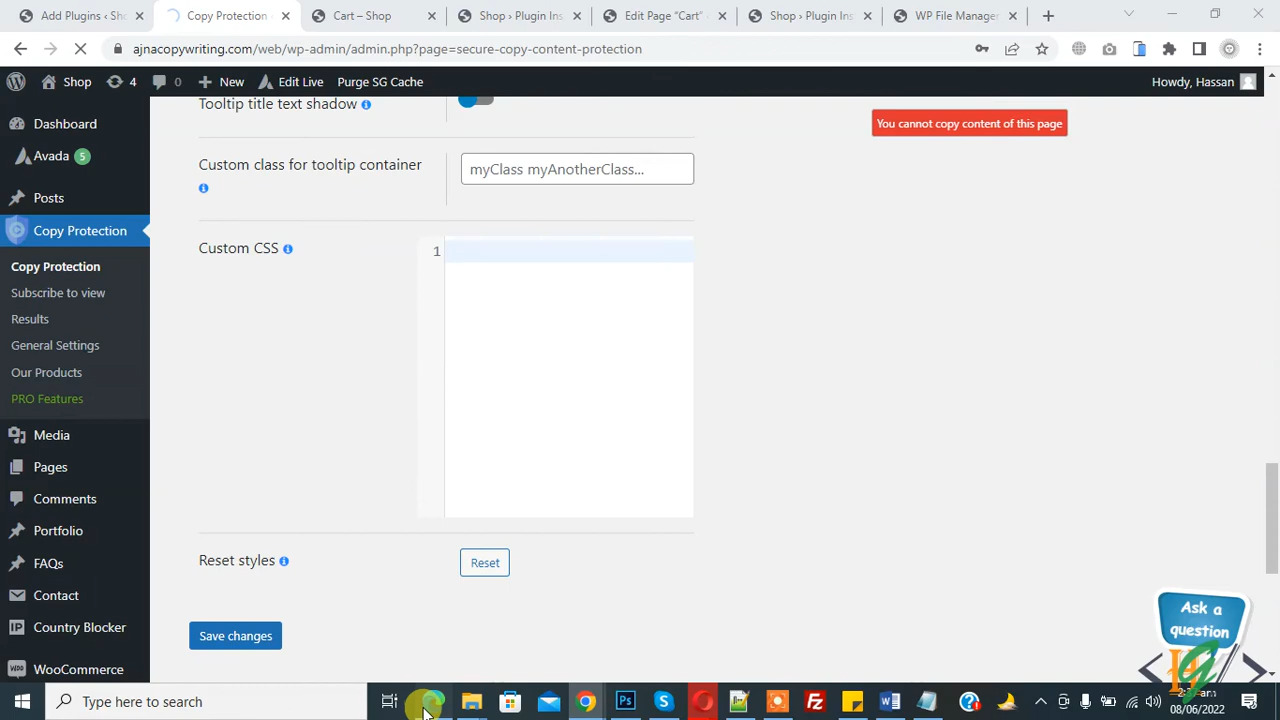 Add Plugins ‹ Sho
Copy Protection
Cart – Shop
Shop › Plugin Ins
Edit Page “Cart”
Shop › Plugin Ins
WP File Manager
ajnacopywriting.com/web/wp-admin/admin.php?page=secure-copy-content-protection
Shop 4 0 New Edit Live Purge SG Cache Howdy, Hassan
Dashboard
Avada 5
Posts
Copy Protection
Copy Protection
Subscribe to view
Results
General Settings
Our Products
PRO Features
Media
Pages
Comments
Portfolio
FAQs
Contact
Country Blocker
WooCommerce
Tooltip title text shadow
You cannot copy content of this page
Custom class for tooltip container
myClass myAnotherClass...
Custom CSS
1
Reset styles
Reset
Save changes
Ask a
question
Type here to search
08/06/2022